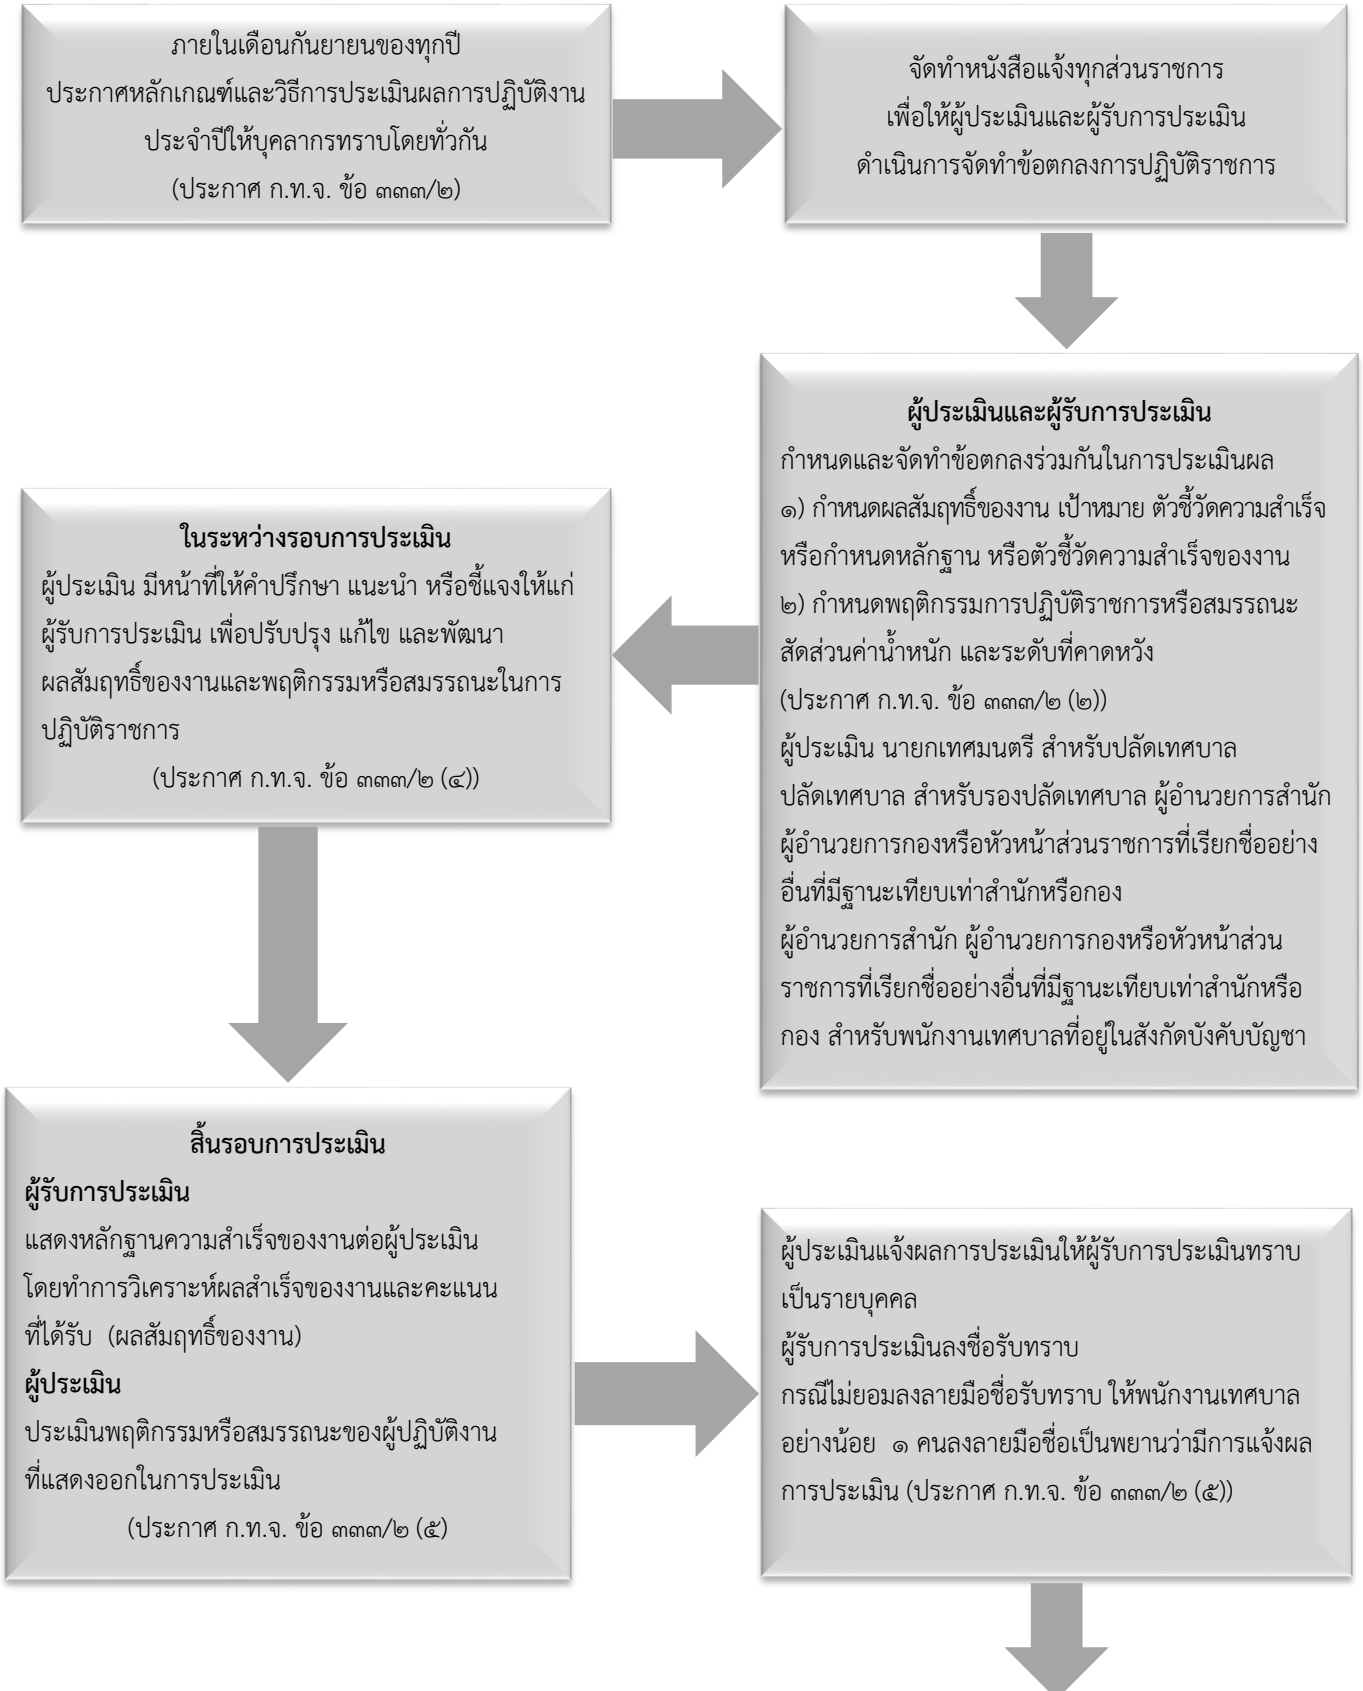 ภายในเดือนกันยายนของทุกปี
ประกาศหลักเกณฑ์และวิธีการประเมินผลการปฏิบัติงาน
ประจำปีให้บุคลากรทราบโดยทั่วกัน
(ประกาศ ก.ท.จ. ข้อ ๓๓๓/๒)
จัดทำหนังสือแจ้งทุกส่วนราชการ
เพื่อให้ผู้ประเมินและผู้รับการประเมิน
ดำเนินการจัดทำข้อตกลงการปฏิบัติราชการ
ผู้ประเมินและผู้รับการประเมิน
กำหนดและจัดทำข้อตกลงร่วมกันในการประเมินผล
๑) กำหนดผลสัมฤทธิ์ของงาน เป้าหมาย ตัวชี้วัดความสำเร็จ
หรือกำหนดหลักฐาน หรือตัวชี้วัดความสำเร็จของงาน
๒) กำหนดพฤติกรรมการปฏิบัติราชการหรือสมรรถนะ
สัดส่วนค่าน้ำหนัก และระดับที่คาดหวัง
(ประกาศ ก.ท.จ. ข้อ ๓๓๓/๒ (๒))
ผู้ประเมิน นายกเทศมนตรี สำหรับปลัดเทศบาล
ปลัดเทศบาล สำหรับรองปลัดเทศบาล ผู้อำนวยการสำนัก
ผู้อำนวยการกองหรือหัวหน้าส่วนราชการที่เรียกชื่ออย่าง
อื่นที่มีฐานะเทียบเท่าสำนักหรือกอง
ผู้อำนวยการสำนัก ผู้อำนวยการกองหรือหัวหน้าส่วน
ราชการที่เรียกชื่ออย่างอื่นที่มีฐานะเทียบเท่าสำนักหรือ
กอง สำหรับพนักงานเทศบาลที่อยู่ในสังกัดบังคับบัญชา
ในระหว่างรอบการประเมิน
ผู้ประเมิน มีหน้าที่ให้คำปรึกษา แนะนำ หรือชี้แจงให้แก่
ผู้รับการประเมิน เพื่อปรับปรุง แก้ไข และพัฒนา
ผลสัมฤทธิ์ของงานและพฤติกรรมหรือสมรรถนะในการ
ปฏิบัติราชการ
(ประกาศ ก.ท.จ. ข้อ ๓๓๓/๒ (๔))
สิ้นรอบการประเมิน
ผู้รับการประเมิน
แสดงหลักฐานความสำเร็จของงานต่อผู้ประเมิน
โดยทำการวิเคราะห์ผลสำเร็จของงานและคะแนน
ที่ได้รับ (ผลสัมฤทธิ์ของงาน)
ผู้ประเมิน
ประเมินพฤติกรรมหรือสมรรถนะของผู้ปฏิบัติงาน
ที่แสดงออกในการประเมิน
(ประกาศ ก.ท.จ. ข้อ ๓๓๓/๒ (๕)
ผู้ประเมินแจ้งผลการประเมินให้ผู้รับการประเมินทราบ
เป็นรายบุคคล
ผู้รับการประเมินลงชื่อรับทราบ
กรณีไม่ยอมลงลายมือชื่อรับทราบ ให้พนักงานเทศบาล
อย่างน้อย ๑ คนลงลายมือชื่อเป็นพยานว่ามีการแจ้งผล
การประเมิน (ประกาศ ก.ท.จ. ข้อ ๓๓๓/๒ (๕))